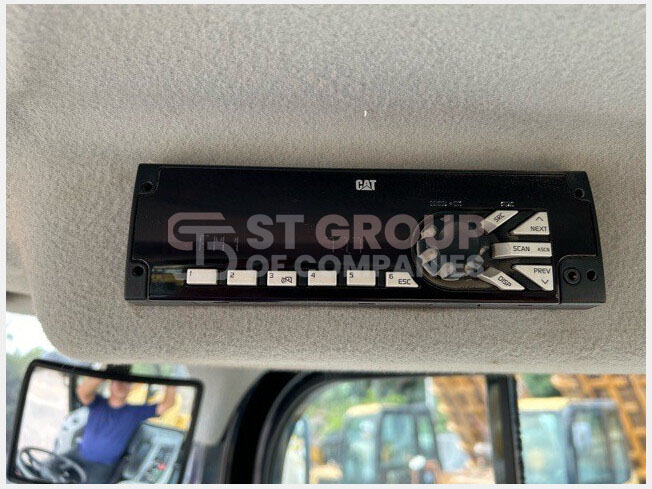 CAT
SRC
NEXT
ST GROUP
SCAN ASCN
OF COMPANIES
PREV
1 2 3 4 5 6
ESC
DISP